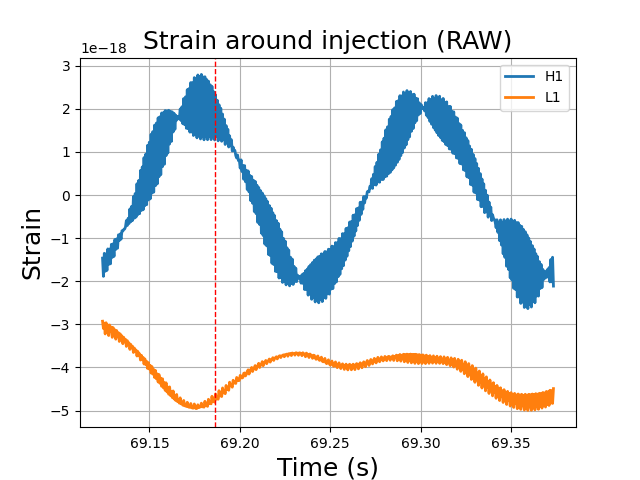 Strain around injection (RAW)
1e−18
H1
L1
3
2
1
0
−1
−2
−3
−4
−5
Strain
69.15 69.20 69.25 69.30 69.35
Time (s)